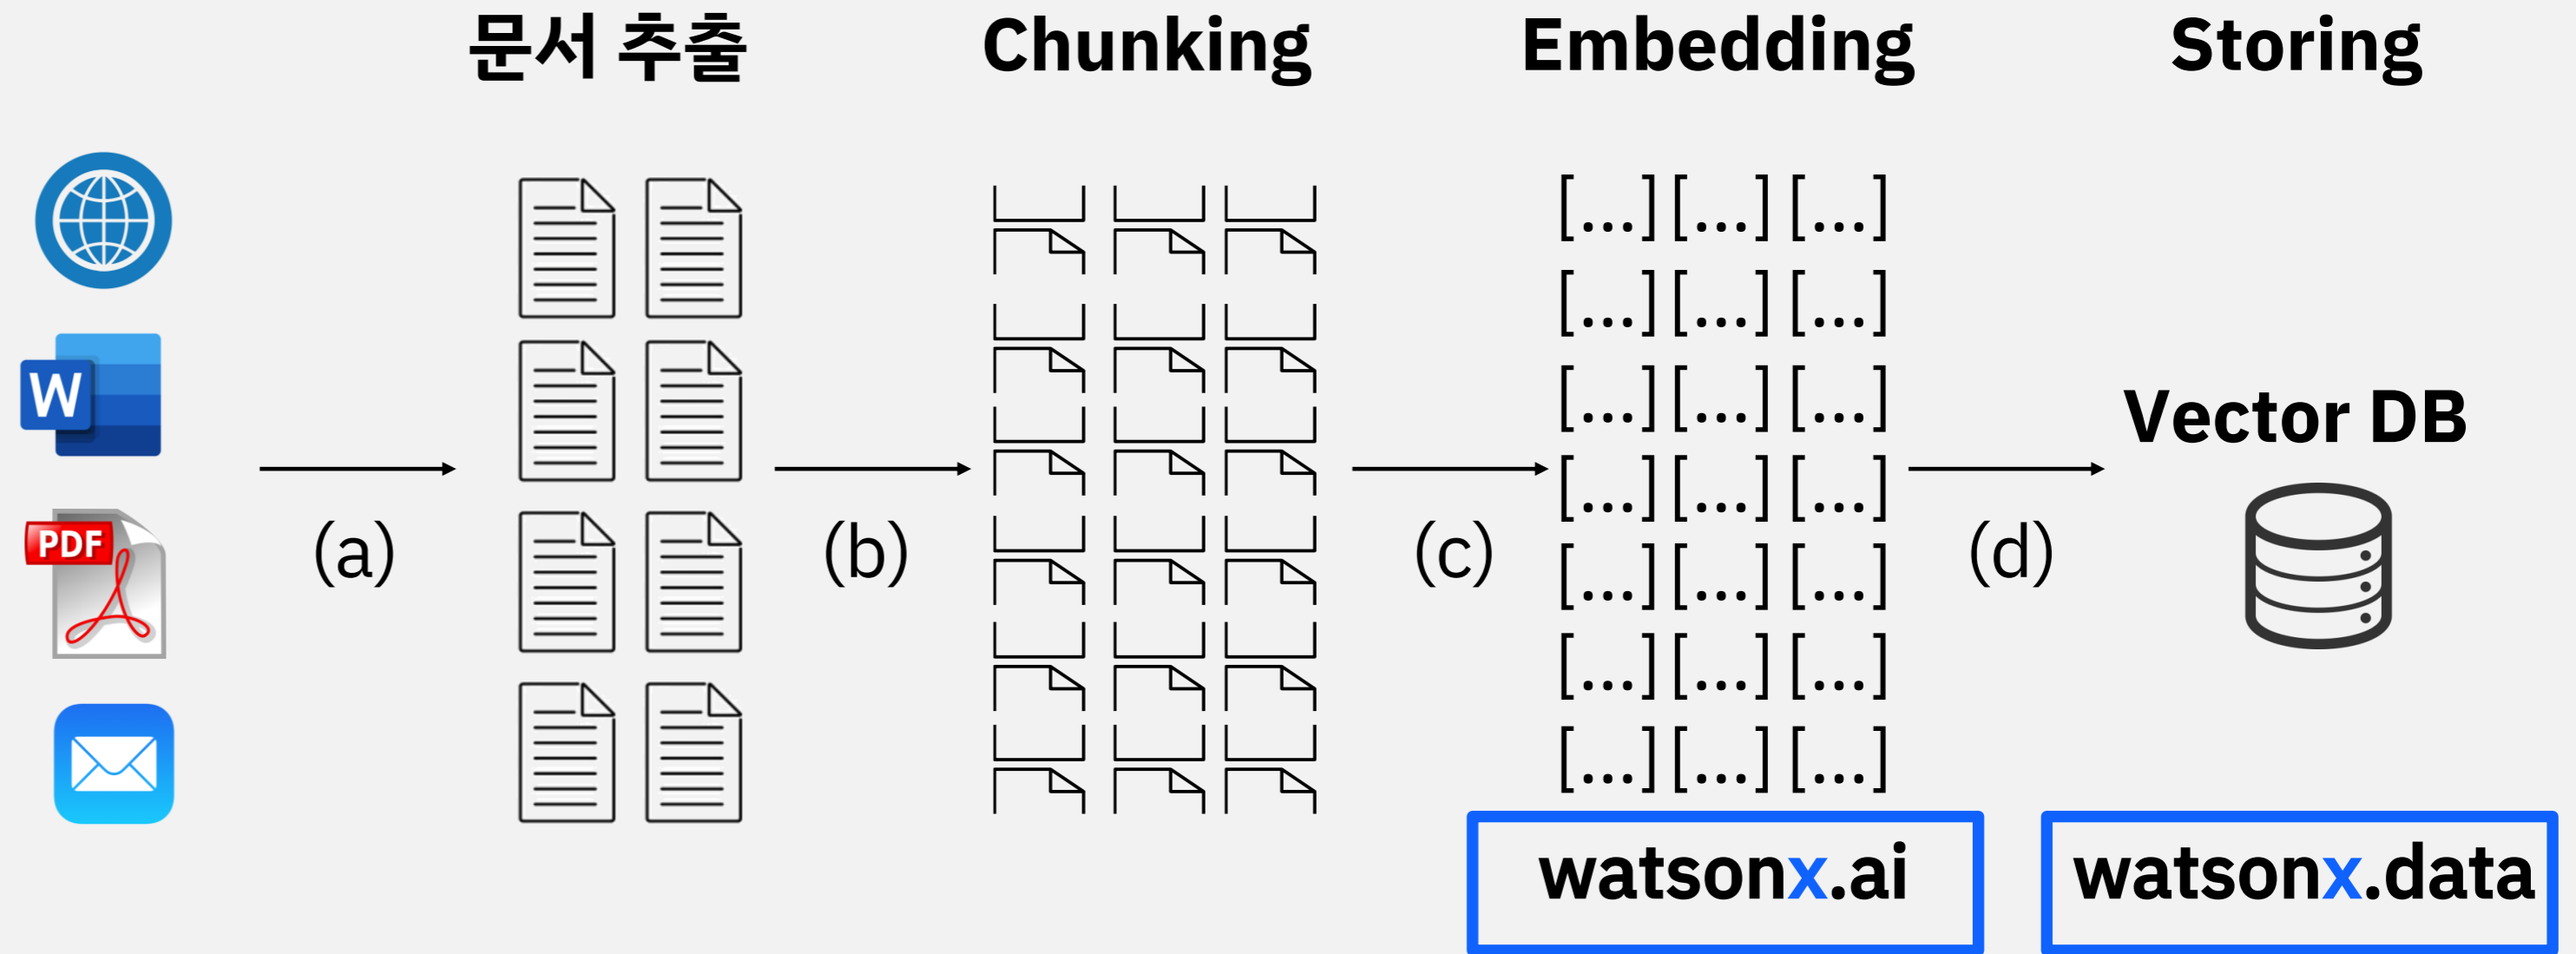 문서 추출
Chunking
Embedding
Storing
W
PDF
(a)
(b)
(c)
(d)
[...] [...] [...]
[...] [...] [...]
[...] [...] [...]
[...] [...] [...]
[...] [...] [...]
[...] [...] [...]
[...] [...] [...]
Vector DB
watsonx.ai
watsonx.data